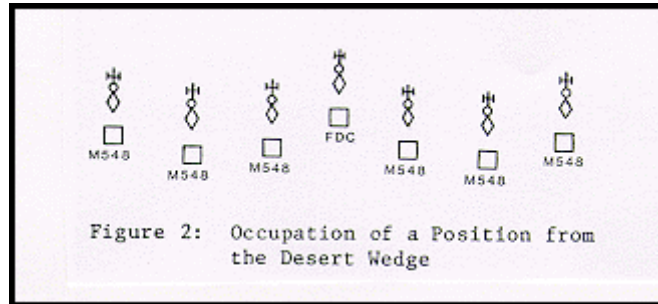 FDC
M548
M548
M548
M548
M548
M548
Figure 2: Occupation of a Position from
the Desert Wedge